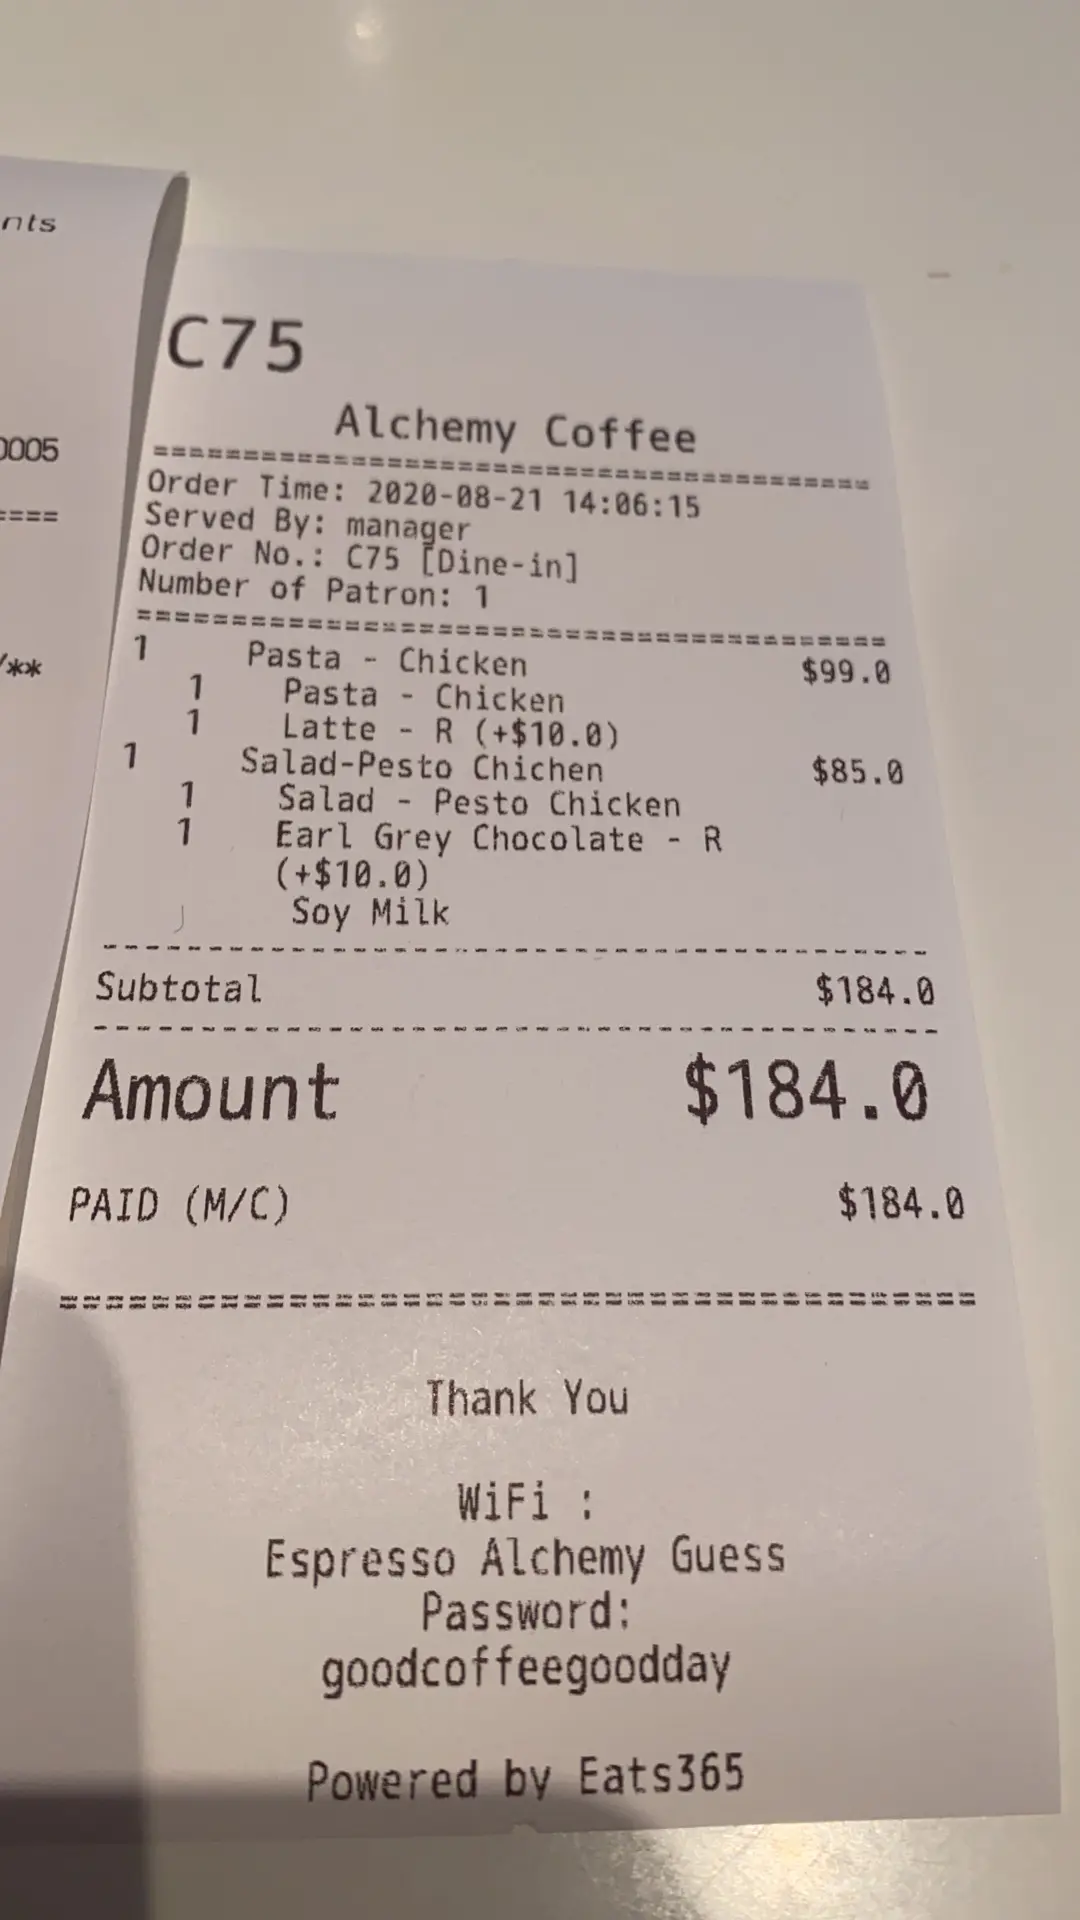 nts
0005
====
/**
C75
Alchemy Coffee
========================================
Order Time: 2020-08-21 14:06:15
Served By: manager
Order No.: C75 [Dine-in]
Number of Patron: 1
========================================
1 Pasta - Chicken $99.0
1 Pasta - Chicken
1 Latte - R (+$10.0)
1 Salad-Pesto Chichen $85.0
1 Salad - Pesto Chicken
1 Earl Grey Chocolate - R
(+$10.0)
Soy Milk
----------------------------------------
Subtotal $184.0
----------------------------------------
Amount $184.0
PAID (M/C) $184.0
========================================
Thank You
WiFi :
Espresso Alchemy Guess
Password:
goodcoffeegoodday
Powered by Eats365